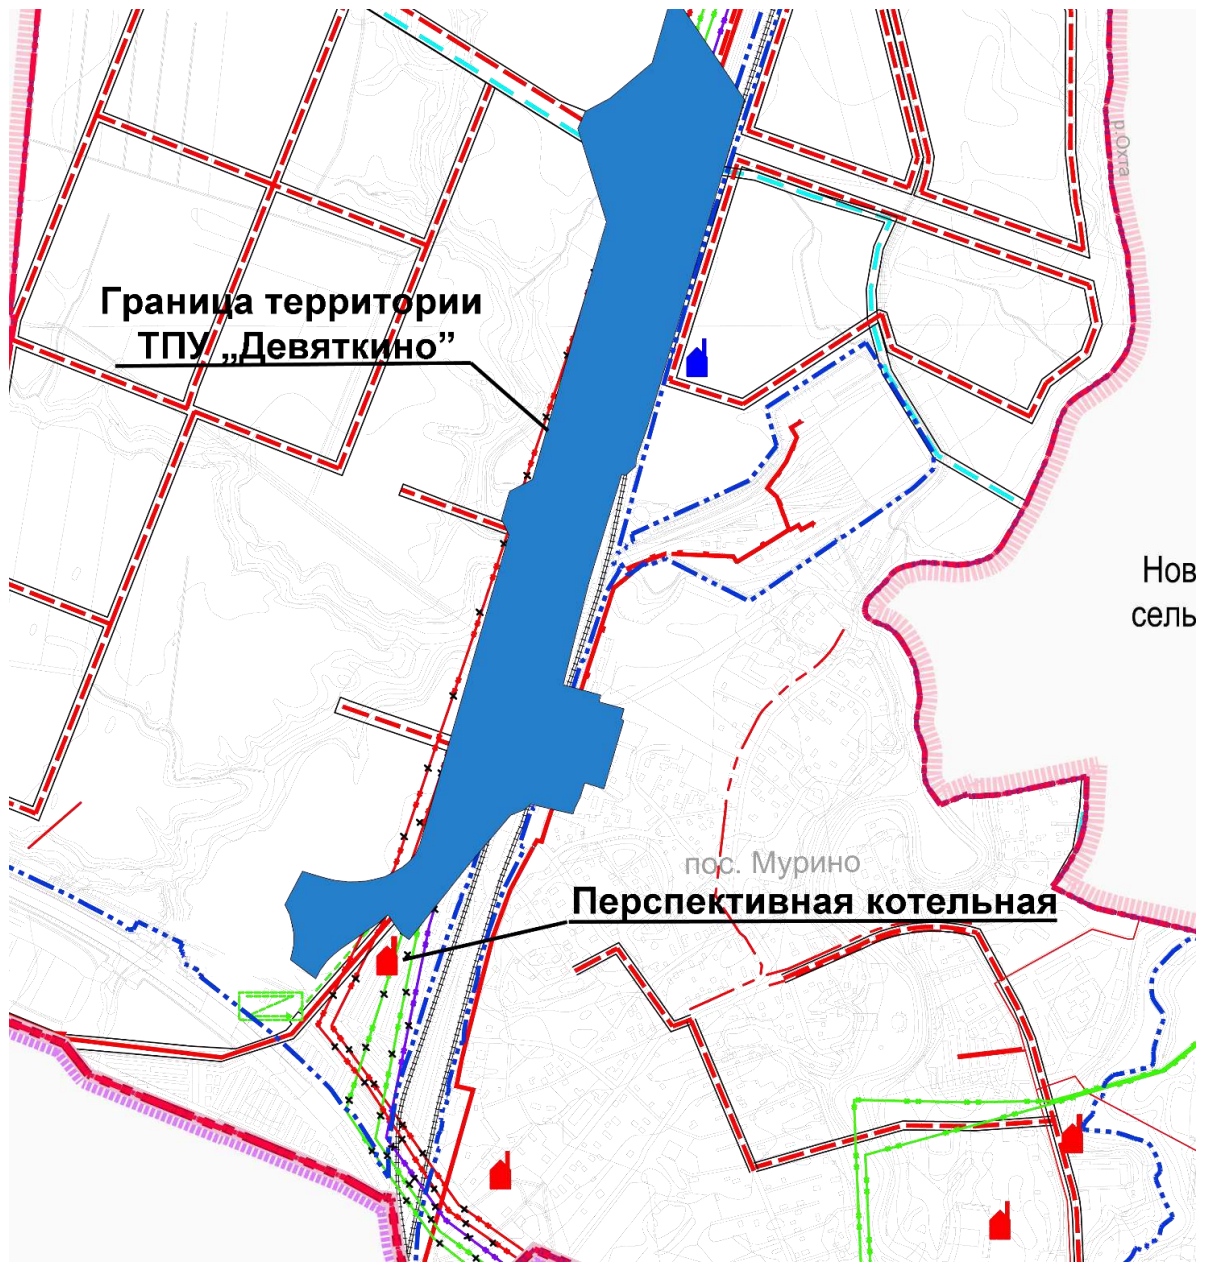 р.Охта
Граница территории
ТПУ „Девяткино”
Нов
сель
пос. Мурино
Перспективная котельная